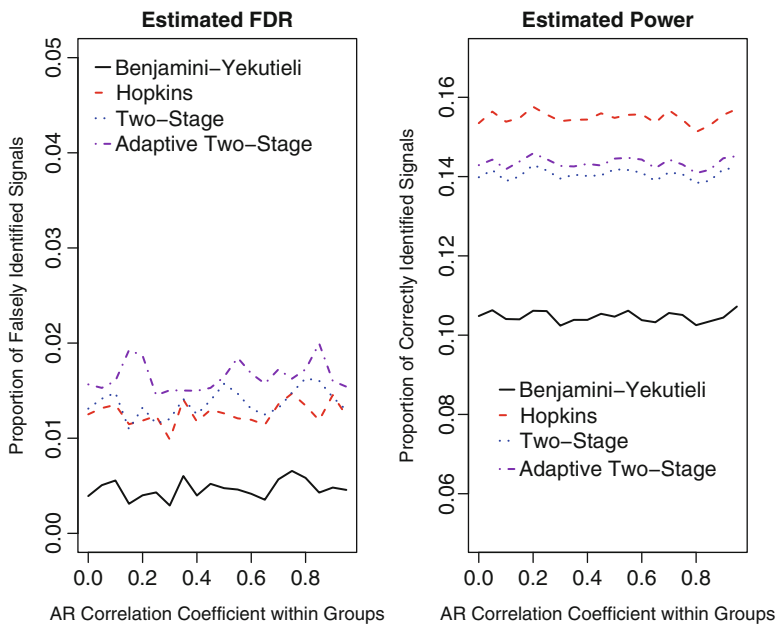 Estimated FDR
Proportion of Falsely Identified Signals
0.05
0.04
0.03
0.02
0.01
0.00
Benjamini−Yekutieli
Hopkins
Two−Stage
Adaptive Two−Stage
0.0 0.2 0.4 0.6 0.8
AR Correlation Coefficient within Groups
Estimated Power
Proportion of Correctly Identified Signals
0.16
0.14
0.12
0.10
0.08
0.06
Benjamini−Yekutieli
Hopkins
Two−Stage
Adaptive Two−Stage
0.0 0.2 0.4 0.6 0.8
AR Correlation Coefficient within Groups